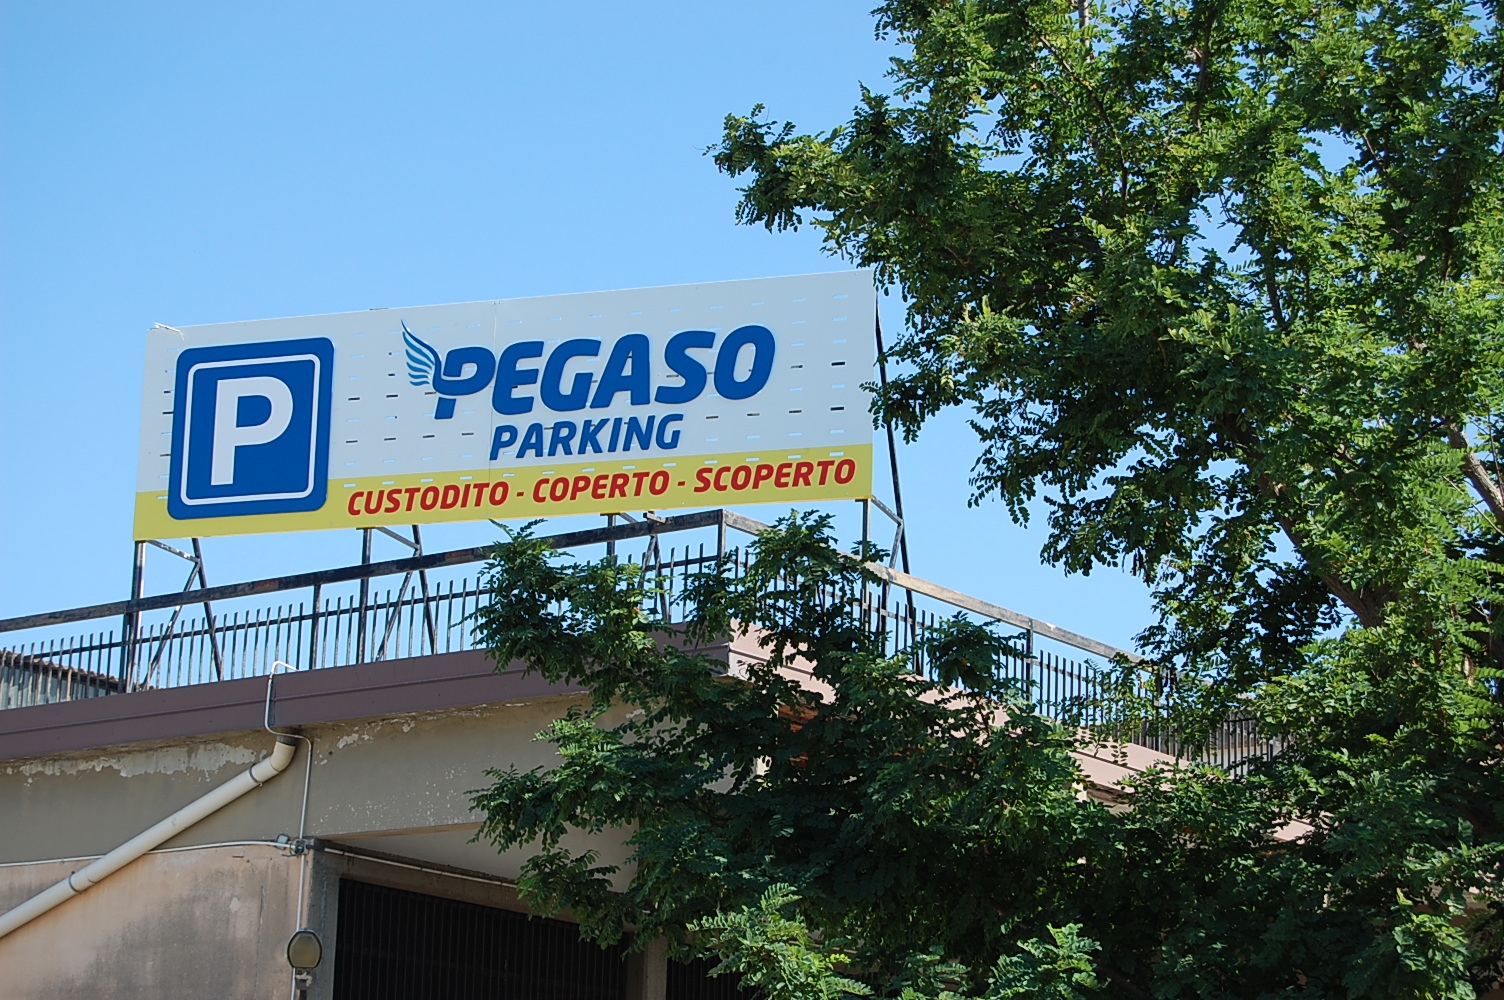 P
PEGASO
PARKING
CUSTODITO - COPERTO - SCOPERTO